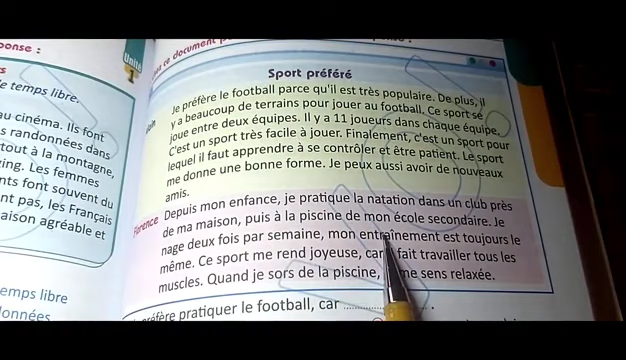 ponse :
Unité
1
ce document
Sport préféré
Je préfère le football parce qu'il est très populaire. De plus, il
y a beaucoup de terrains pour jouer au football. Ce sport se
joue entre deux équipes. Il y a 11 joueurs dans chaque équipe.
C'est un sport très facile à jouer. Finalement, c'est un sport pour
lequel il faut apprendre à se contrôler et être patient. Le sport
me donne une bonne forme. Je peux aussi avoir de nouveaux
amis.
Florence
Depuis mon enfance, je pratique la natation dans un club près
de ma maison, puis à la piscine de mon école secondaire. Je
nage deux fois par semaine, mon entraînement est toujours le
même. Ce sport me rend joyeuse, car fait travailler tous les
muscles. Quand je sors de la piscine, me sens relaxée.
préfère pratiquer le football, car
le temps libre.
au cinéma. Ils font
s randonnées dans
tout à la montagne,
ing. Les femmes
nts font souvent du
nt pas, les Français
aison agréable et
emps libre
données